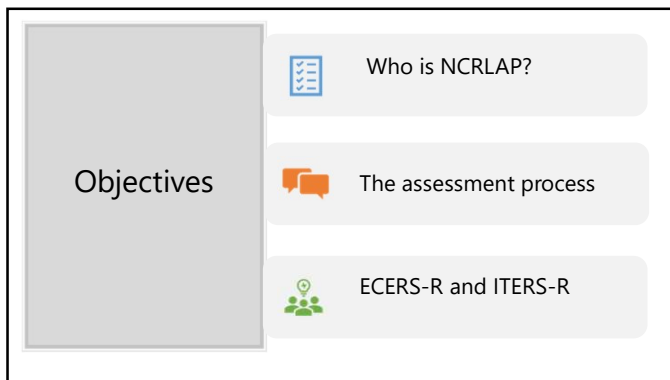 Objectives
Who is NCRLAP?
The assessment process
ECERS-R and ITERS-R